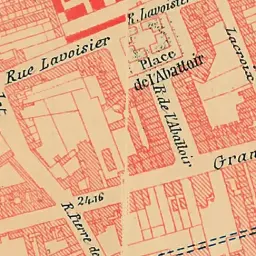 R. Lavoisier
Rue Lavoisier
Place
de l'Abattoir
Lacroix
R. de l'Abattoir
Gran
24.16
R. Pierre de